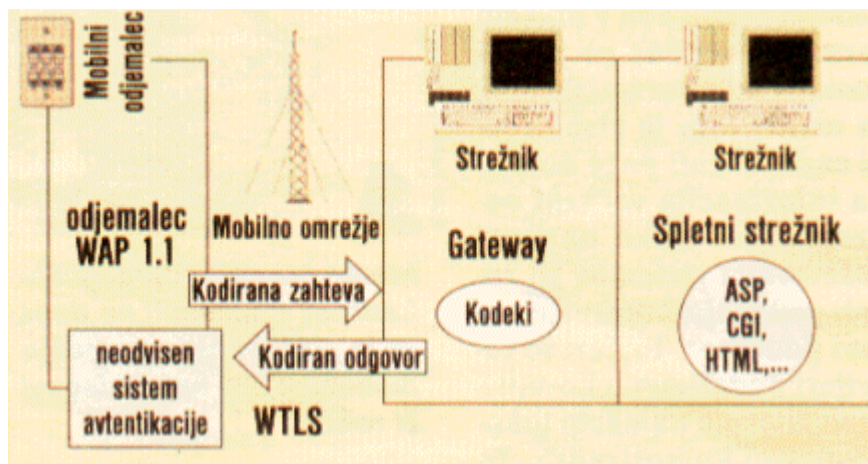 Mobilni
odjemalec
odjemalec
WAP 1.1
Mobilno omrežje
Kodirana zahteva
Kodiran odgovor
neodvisen
sistem
avtentikacije
WTLS
Strežnik
Gateway
Kodeki
Strežnik
Spletni strežnik
ASP,
CGI,
HTML,...